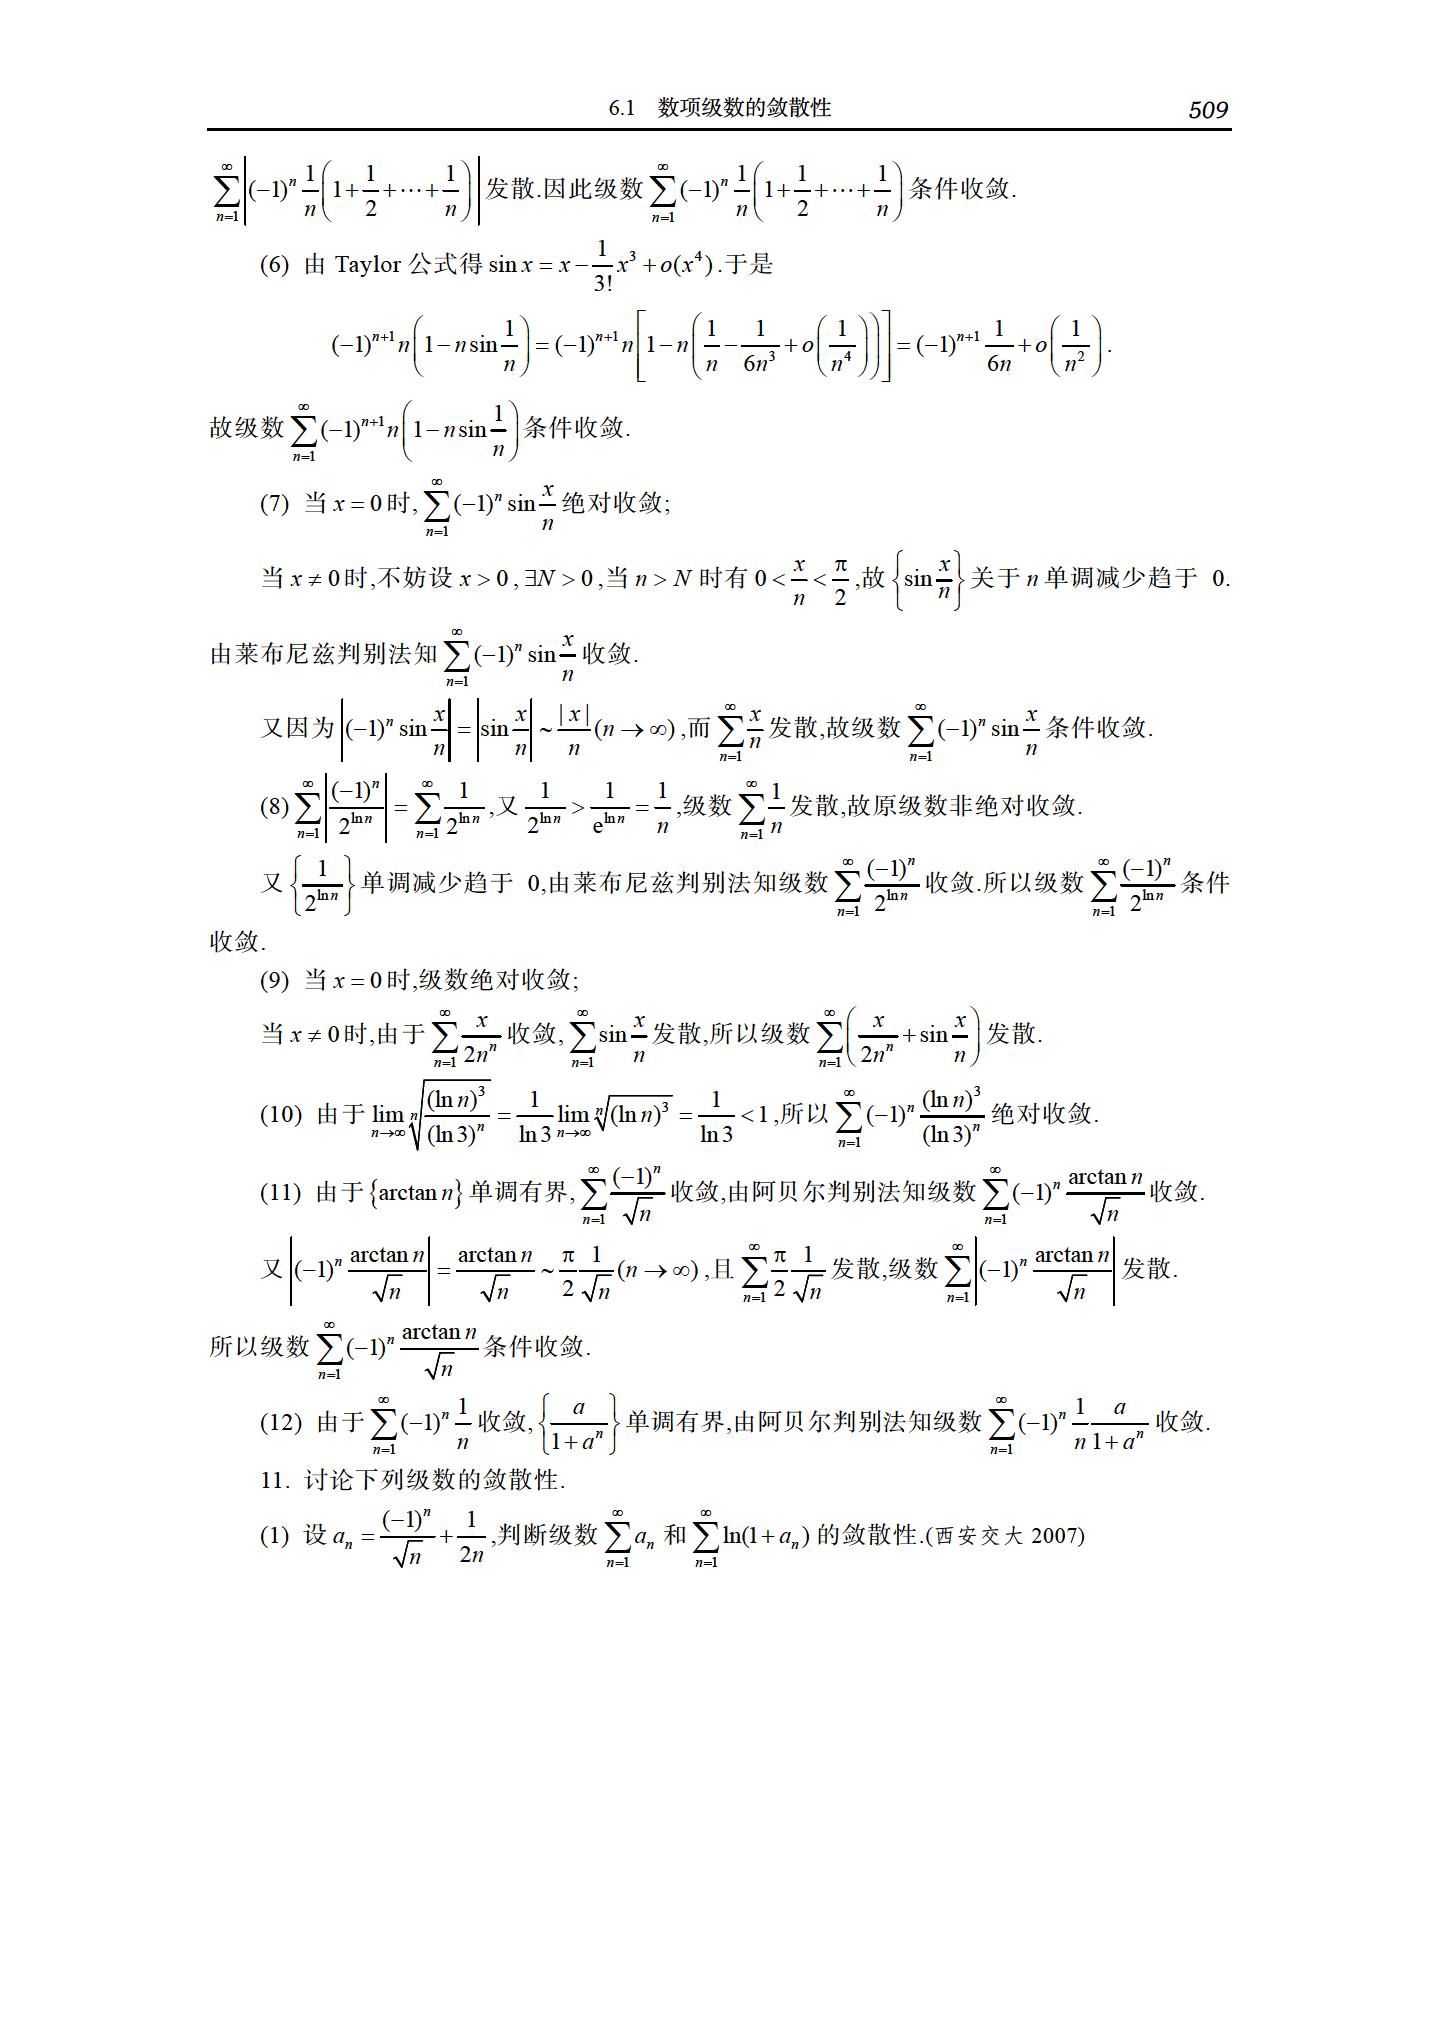 6.1 数项级数的敛散性 509
$\sum_{n=1}^{\infty}\left|(-1)^n\frac{1}{n}\left(1+\frac{1}{2}+\cdots+\frac{1}{n}\right)\right|$ 发散.因此级数 $\sum_{n=1}^{\infty}(-1)^n\frac{1}{n}\left(1+\frac{1}{2}+\cdots+\frac{1}{n}\right)$ 条件收敛.
(6) 由 Taylor 公式得 $\sin x=x-\frac{1}{3!}x^3+o(x^4)$.于是
$(-1)^{n+1}n\left(1-n\sin\frac{1}{n}\right)=(-1)^{n+1}n\left[1-n\left(\frac{1}{n}-\frac{1}{6n^3}+o\left(\frac{1}{n^4}\right)\right)\right]=(-1)^{n+1}\frac{1}{6n}+o\left(\frac{1}{n^2}\right).$
故级数 $\sum_{n=1}^{\infty}(-1)^{n+1}n\left(1-n\sin\frac{1}{n}\right)$ 条件收敛.
(7) 当 $x=0$ 时, $\sum_{n=1}^{\infty}(-1)^n\sin\frac{x}{n}$ 绝对收敛;
当 $x\neq 0$ 时,不妨设 $x>0$, $\exists N>0$,当 $n>N$ 时有 $0<\frac{x}{n}<\frac{\pi}{2}$,故 $\left\{\sin\frac{x}{n}\right\}$ 关于 $n$ 单调减少趋于 0.
由莱布尼兹判别法知 $\sum_{n=1}^{\infty}(-1)^n\sin\frac{x}{n}$ 收敛.
又因为 $\left|(-1)^n\sin\frac{x}{n}\right|=\left|\sin\frac{x}{n}\right|\sim\frac{|x|}{n}(n\to\infty)$,而 $\sum_{n=1}^{\infty}\frac{x}{n}$ 发散,故级数 $\sum_{n=1}^{\infty}(-1)^n\sin\frac{x}{n}$ 条件收敛.
(8) $\sum_{n=1}^{\infty}\left|\frac{(-1)^n}{2^{\ln n}}\right|=\sum_{n=1}^{\infty}\frac{1}{2^{\ln n}}$,又 $\frac{1}{2^{\ln n}}>\frac{1}{e^{\ln n}}=\frac{1}{n}$,级数 $\sum_{n=1}^{\infty}\frac{1}{n}$ 发散,故原级数非绝对收敛.
又 $\left\{\frac{1}{2^{\ln n}}\right\}$ 单调减少趋于 0,由莱布尼兹判别法知级数 $\sum_{n=1}^{\infty}\frac{(-1)^n}{2^{\ln n}}$ 收敛.所以级数 $\sum_{n=1}^{\infty}\frac{(-1)^n}{2^{\ln n}}$ 条件
收敛.
(9) 当 $x=0$ 时,级数绝对收敛;
当 $x\neq 0$ 时,由于 $\sum_{n=1}^{\infty}\frac{x}{2n^n}$ 收敛, $\sum_{n=1}^{\infty}\sin\frac{x}{n}$ 发散,所以级数 $\sum_{n=1}^{\infty}\left(\frac{x}{2n^n}+\sin\frac{x}{n}\right)$ 发散.
(10) 由于 $\lim_{n\to\infty}\sqrt[n]{\frac{(\ln n)^3}{(\ln 3)^n}}=\frac{1}{\ln 3}\lim_{n\to\infty}\sqrt[n]{(\ln n)^3}=\frac{1}{\ln 3}<1$,所以 $\sum_{n=1}^{\infty}(-1)^n\frac{(\ln n)^3}{(\ln 3)^n}$ 绝对收敛.
(11) 由于 $\{\arctan n\}$ 单调有界, $\sum_{n=1}^{\infty}\frac{(-1)^n}{\sqrt{n}}$ 收敛,由阿贝尔判别法知级数 $\sum_{n=1}^{\infty}(-1)^n\frac{\arctan n}{\sqrt{n}}$ 收敛.
又 $\left|(-1)^n\frac{\arctan n}{\sqrt{n}}\right|=\frac{\arctan n}{\sqrt{n}}\sim\frac{\pi}{2}\frac{1}{\sqrt{n}}(n\to\infty)$,且 $\sum_{n=1}^{\infty}\frac{\pi}{2}\frac{1}{\sqrt{n}}$ 发散,级数 $\sum_{n=1}^{\infty}\left|(-1)^n\frac{\arctan n}{\sqrt{n}}\right|$ 发散.
所以级数 $\sum_{n=1}^{\infty}(-1)^n\frac{\arctan n}{\sqrt{n}}$ 条件收敛.
(12) 由于 $\sum_{n=1}^{\infty}(-1)^n\frac{1}{n}$ 收敛, $\left\{\frac{a}{1+a^n}\right\}$ 单调有界,由阿贝尔判别法知级数 $\sum_{n=1}^{\infty}(-1)^n\frac{1}{n}\frac{a}{1+a^n}$ 收敛.
11. 讨论下列级数的敛散性.
(1) 设 $a_n=\frac{(-1)^n}{\sqrt{n}}+\frac{1}{2n}$,判断级数 $\sum_{n=1}^{\infty}a_n$ 和 $\sum_{n=1}^{\infty}\ln(1+a_n)$ 的敛散性.(西安交大 2007)